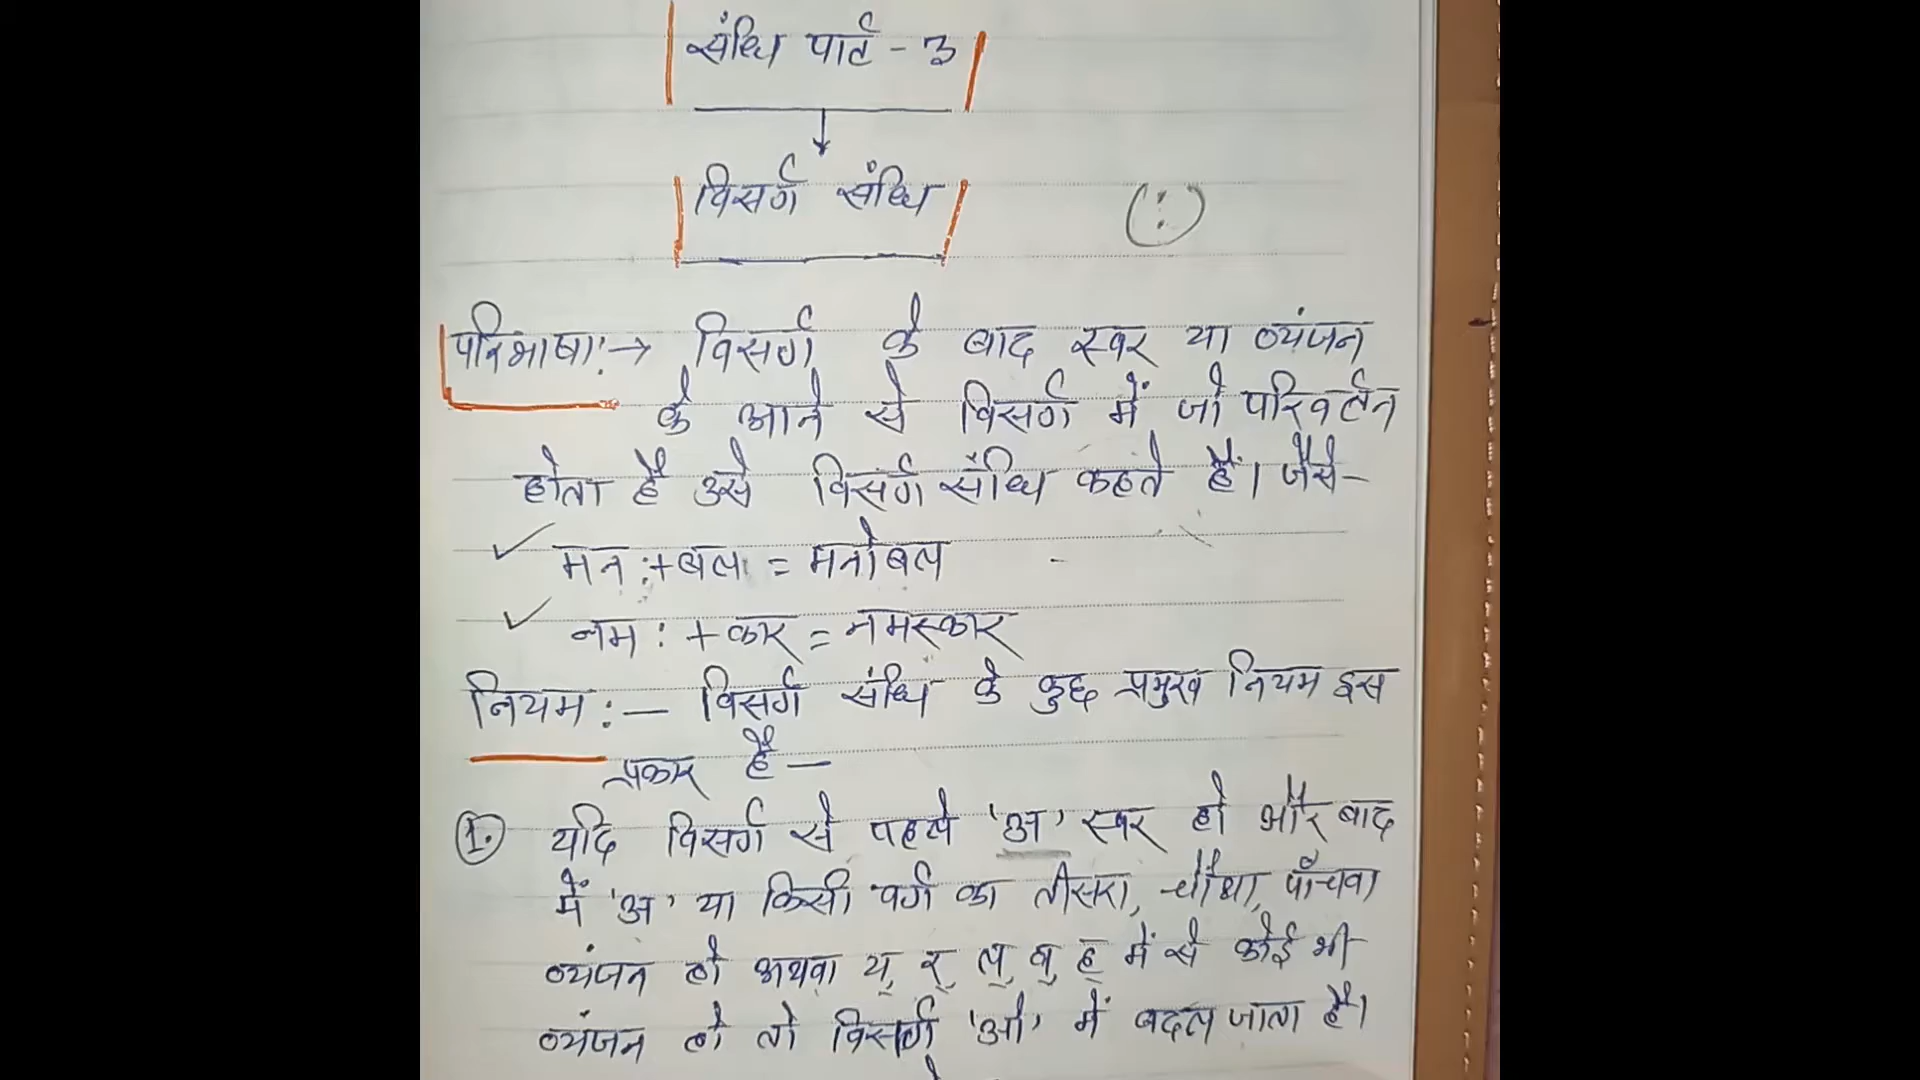 संधि पार्ट - 3
विसर्ग संधि
(:)
परिभाषा:→ विसर्ग के बाद स्वर या व्यंजन
के आने से विसर्ग में जो परिवर्तन
होता है उसे विसर्ग संधि कहते हैं। जैसे-
मन:+बल = मनोबल
नम: + कार = नमस्कार
नियम:- विसर्ग संधि के कुछ प्रमुख नियम इस
प्रकार हैं-
1. यदि विसर्ग से पहले 'अ' स्वर हो और बाद
में 'अ' या किसी वर्ग का तीसरा, चौथा, पाँचवा
व्यंजन हो अथवा य् र् ल् व् ह् में से कोई भी
व्यंजन हो तो विसर्ग 'ओ' में बदल जाता है।